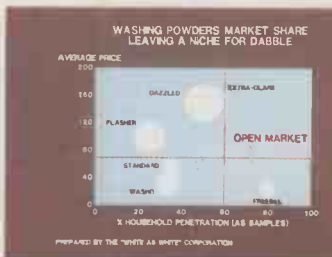 WASHING POWDERS MARKET SHARE
LEAVING A NICHE FOR DABBLE
AVERAGE PRICE
200
160
120
80
40
0
DAZZLED
EXTRA-GLARE
FLASHER
OPEN MARKET
STANDARD
WASHO
0
20
40
60
80
100
% HOUSEHOLD PENETRATION (AS SAMPLES)
PREPARED BY THE "WHITE AS WHITE" CORPORATION